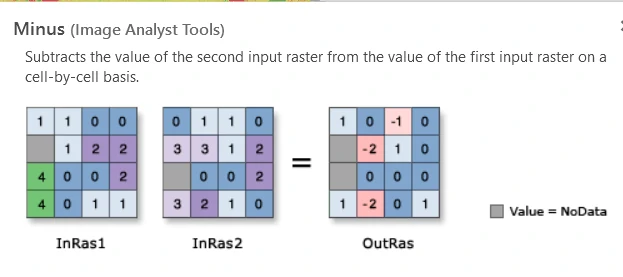 Minus (Image Analyst Tools)
Subtracts the value of the second input raster from the value of the first input raster on a
cell-by-cell basis.
1 1 0 0 0 1 1 0 1 0 -1 0
1 2 2 3 3 1 2 = -2 1 0
4 0 0 2 0 0 2 0 0 0
4 0 1 1 3 2 1 0 1 -2 0 1
Value = NoData
InRas1 InRas2 OutRas